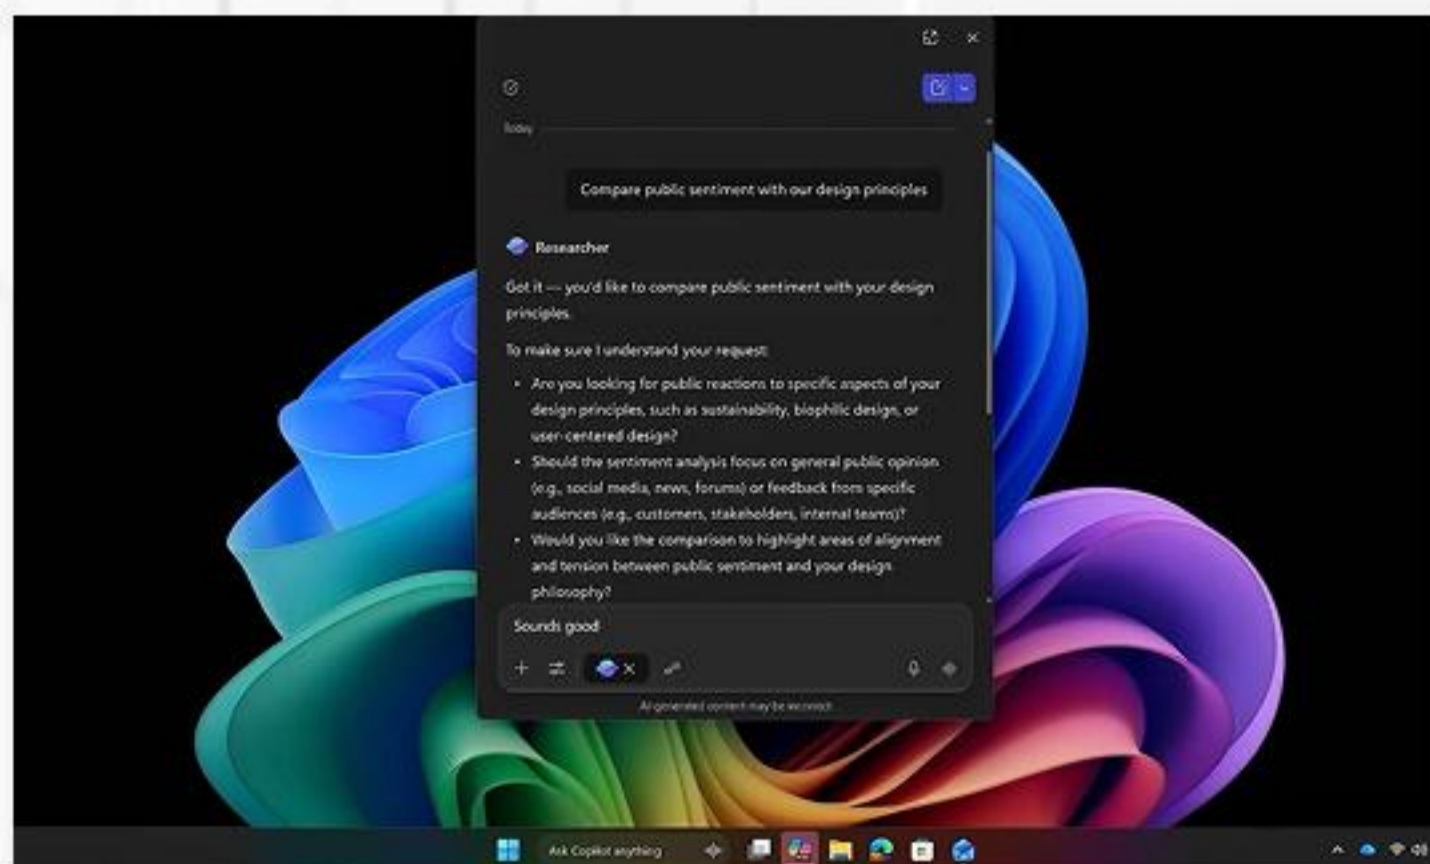 Today
Compare public sentiment with our design principles
Researcher
Got it — you'd like to compare public sentiment with your design
principles.
To make sure I understand your request:
• Are you looking for public reactions to specific aspects of your
design principles, such as sustainability, biophilic design, or
user-centered design?
• Should the sentiment analysis focus on general public opinion
(e.g., social media, news, forums) or feedback from specific
audiences (e.g., customers, stakeholders, internal teams)?
• Would you like the comparison to highlight areas of alignment
and tension between public sentiment and your design
philosophy?
Sounds good
AI generated content may be incorrect
Ask Copilot anything